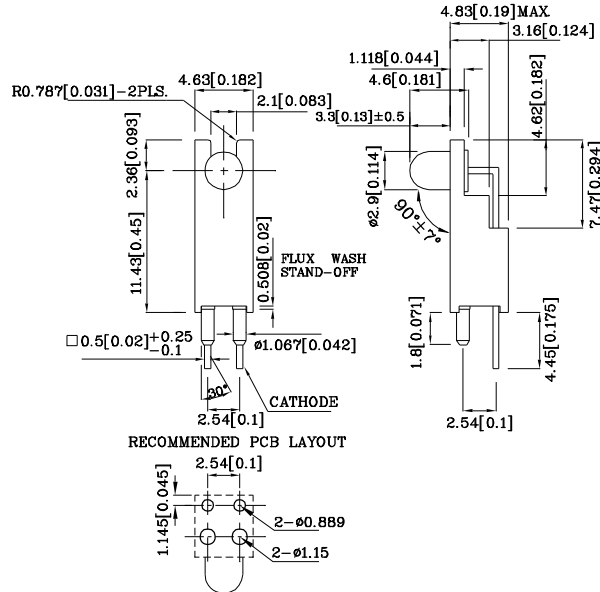 4.83[0.19] MAX.
3.16[0.124]
1.118[0.044]
4.63[0.182]
4.6[0.181]
R0.787[0.031]-2PLS.
2.1[0.083]
3.3[0.13]±0.5
4.62[0.182]
2.36[0.093]
ø2.9[0.114]
7.47[0.294]
90°±7°
11.43[0.45]
0.508[0.02]
FLUX WASH
STAND-OFF
□0.5[0.02]+0.25
-0.1
ø1.067[0.042]
1.8[0.071]
4.45[0.175]
30°
CATHODE
2.54[0.1]
2.54[0.1]
RECOMMENDED PCB LAYOUT
2.54[0.1]
1.145[0.045]
2-ø0.889
2-ø1.15